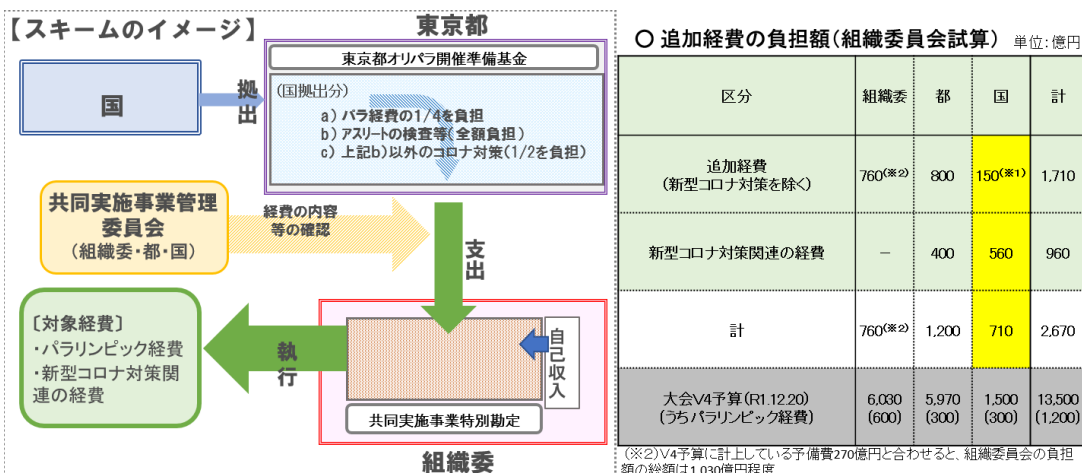 【スキームのイメージ】
東京都
東京都オリパラ開催準備基金
国
拠出
(国拠出分)
a)パラ経費の1/4を負担
b)アスリートの検査等(全額負担)
c)上記b)以外のコロナ対策(1/2を負担)
共同実施事業管理
委員会
(組織委・都・国)
経費の内容
等の確認
支出
〔対象経費〕
・パラリンピック経費
・新型コロナ対策関
連の経費
執行
自己収入
共同実施事業特別勘定
組織委
〇 追加経費の負担額(組織委員会試算) 単位:億円
区分 組織委 都 国 計
追加経費
(新型コロナ対策を除く) 760(※2) 800 150(※1) 1,710
新型コロナ対策関連の経費 － 400 560 960
計 760(※2) 1,200 710 2,670
大会V4予算(R1.12.20) 6,030 5,970 1,500 13,500
(うちパラリンピック経費) (600) (300) (300) (1,200)
(※2)V4予算に計上している予備費270億円と合わせると、組織委員会の負担
額の総額は1,030億円程度